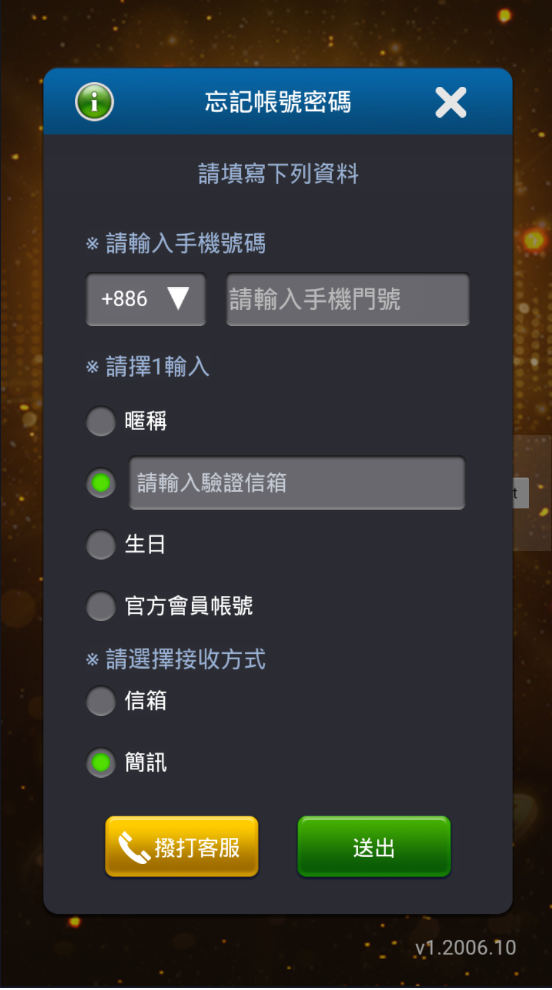 忘記帳號密碼
請填寫下列資料
※ 請輸入手機號碼
+886 ▼ 請輸入手機門號
※ 請擇1輸入
暱稱
請輸入驗證信箱
t
生日
官方會員帳號
※ 請選擇接收方式
信箱
簡訊
撥打客服 送出
v1.2006.10